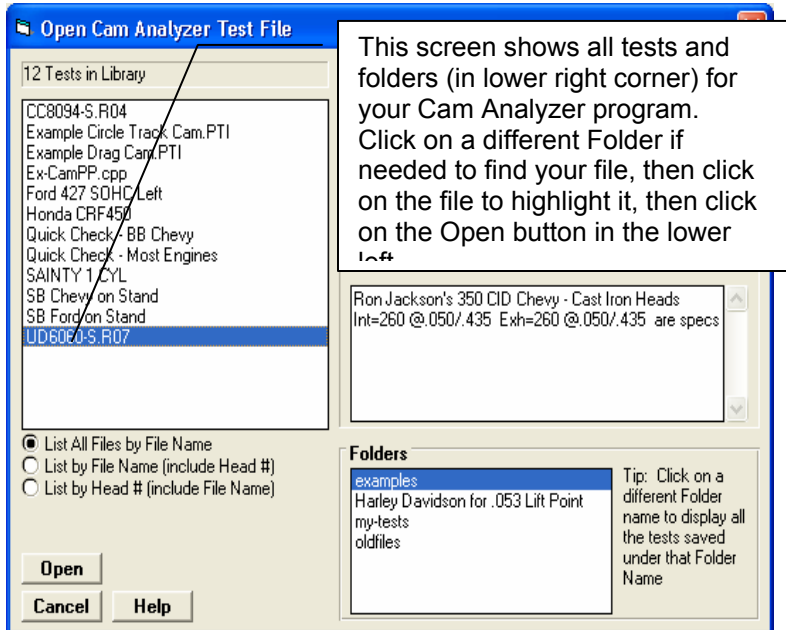 Open Cam Analyzer Test File
This screen shows all tests and
folders (in lower right corner) for
your Cam Analyzer program.
Click on a different Folder if
needed to find your file, then click
on the file to highlight it, then click
on the Open button in the lower
left
12 Tests in Library
CC8094-S.R04
Example Circle Track Cam.PTI
Example Drag Cam.PTI
Ex-CamPP.cpp
Ford 427 SOHC Left
Honda CRF450
Quick Check - BB Chevy
Quick Check - Most Engines
SAINTY 1 CYL
SB Chevy on Stand
SB Ford on Stand
UD6060-S.R07
Ron Jackson's 350 CID Chevy - Cast Iron Heads
Int=260 @.050/.435 Exh=260 @.050/.435 are specs
List All Files by File Name
List by File Name (include Head #)
List by Head # (include File Name)
Open
Cancel Help
Folders
examples
Harley Davidson for .053 Lift Point
my-tests
oldfiles
Tip: Click on a
different Folder
name to display all
the tests saved
under that Folder
Name